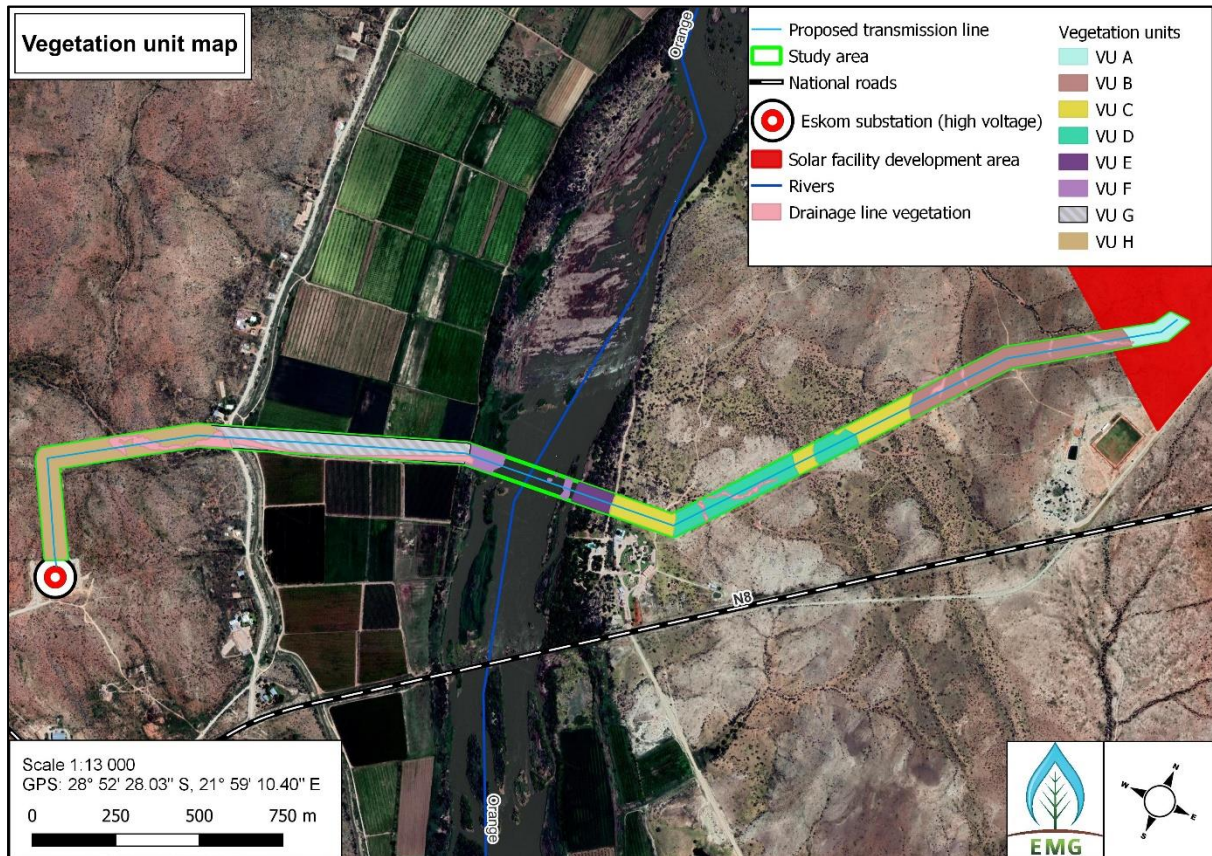 Vegetation unit map
Orange
Proposed transmission line
Study area
National roads
Eskom substation (high voltage)
Solar facility development area
Rivers
Drainage line vegetation
Vegetation units
VU A
VU B
VU C
VU D
VU E
VU F
VU G
VU H
N8
Orange
Scale 1:13 000
GPS: 28° 52' 28.03" S, 21° 59' 10.40" E
0 250 500 750 m
EMG
N
W
E
S